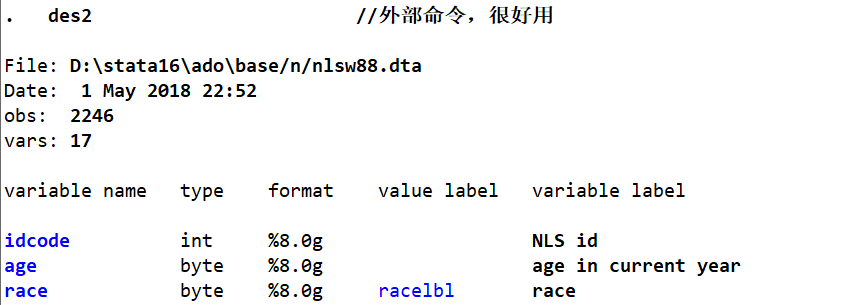 .   des2                        //外部命令，很好用
File: D:\stata16\ado\base/n/nlsw88.dta
Date:  1 May 2018 22:52
obs:  2246
vars: 17
variable name   type    format     value label   variable label
idcode          int     %8.0g                    NLS id
age             byte    %8.0g                    age in current year
race            byte    %8.0g      racelbl       race